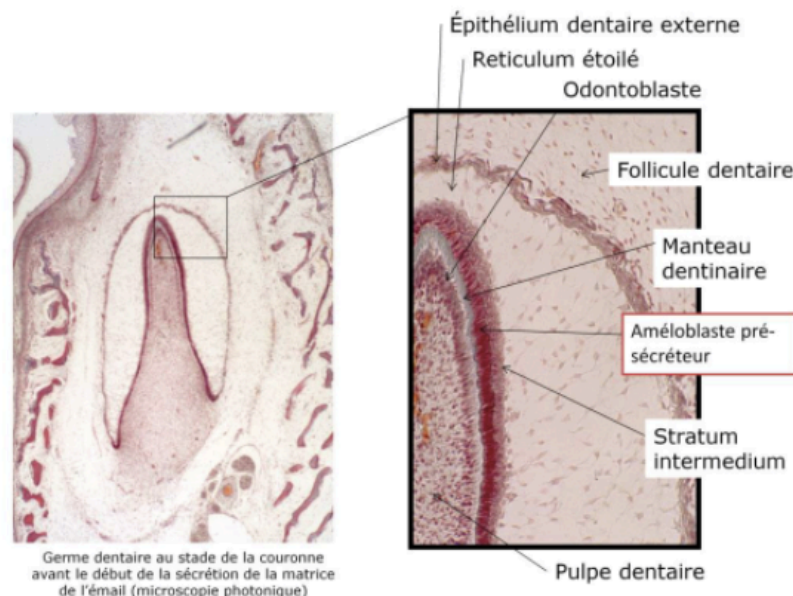 Épithélium dentaire externe
Reticulum étoilé
Odontoblaste
Follicule dentaire
Manteau
dentinaire
Améloblaste pré-
sécréteur
Stratum
intermedium
Pulpe dentaire
Germe dentaire au stade de la couronne
avant le début de la sécrétion de la matrice
de l'émail (microscopie photonique)